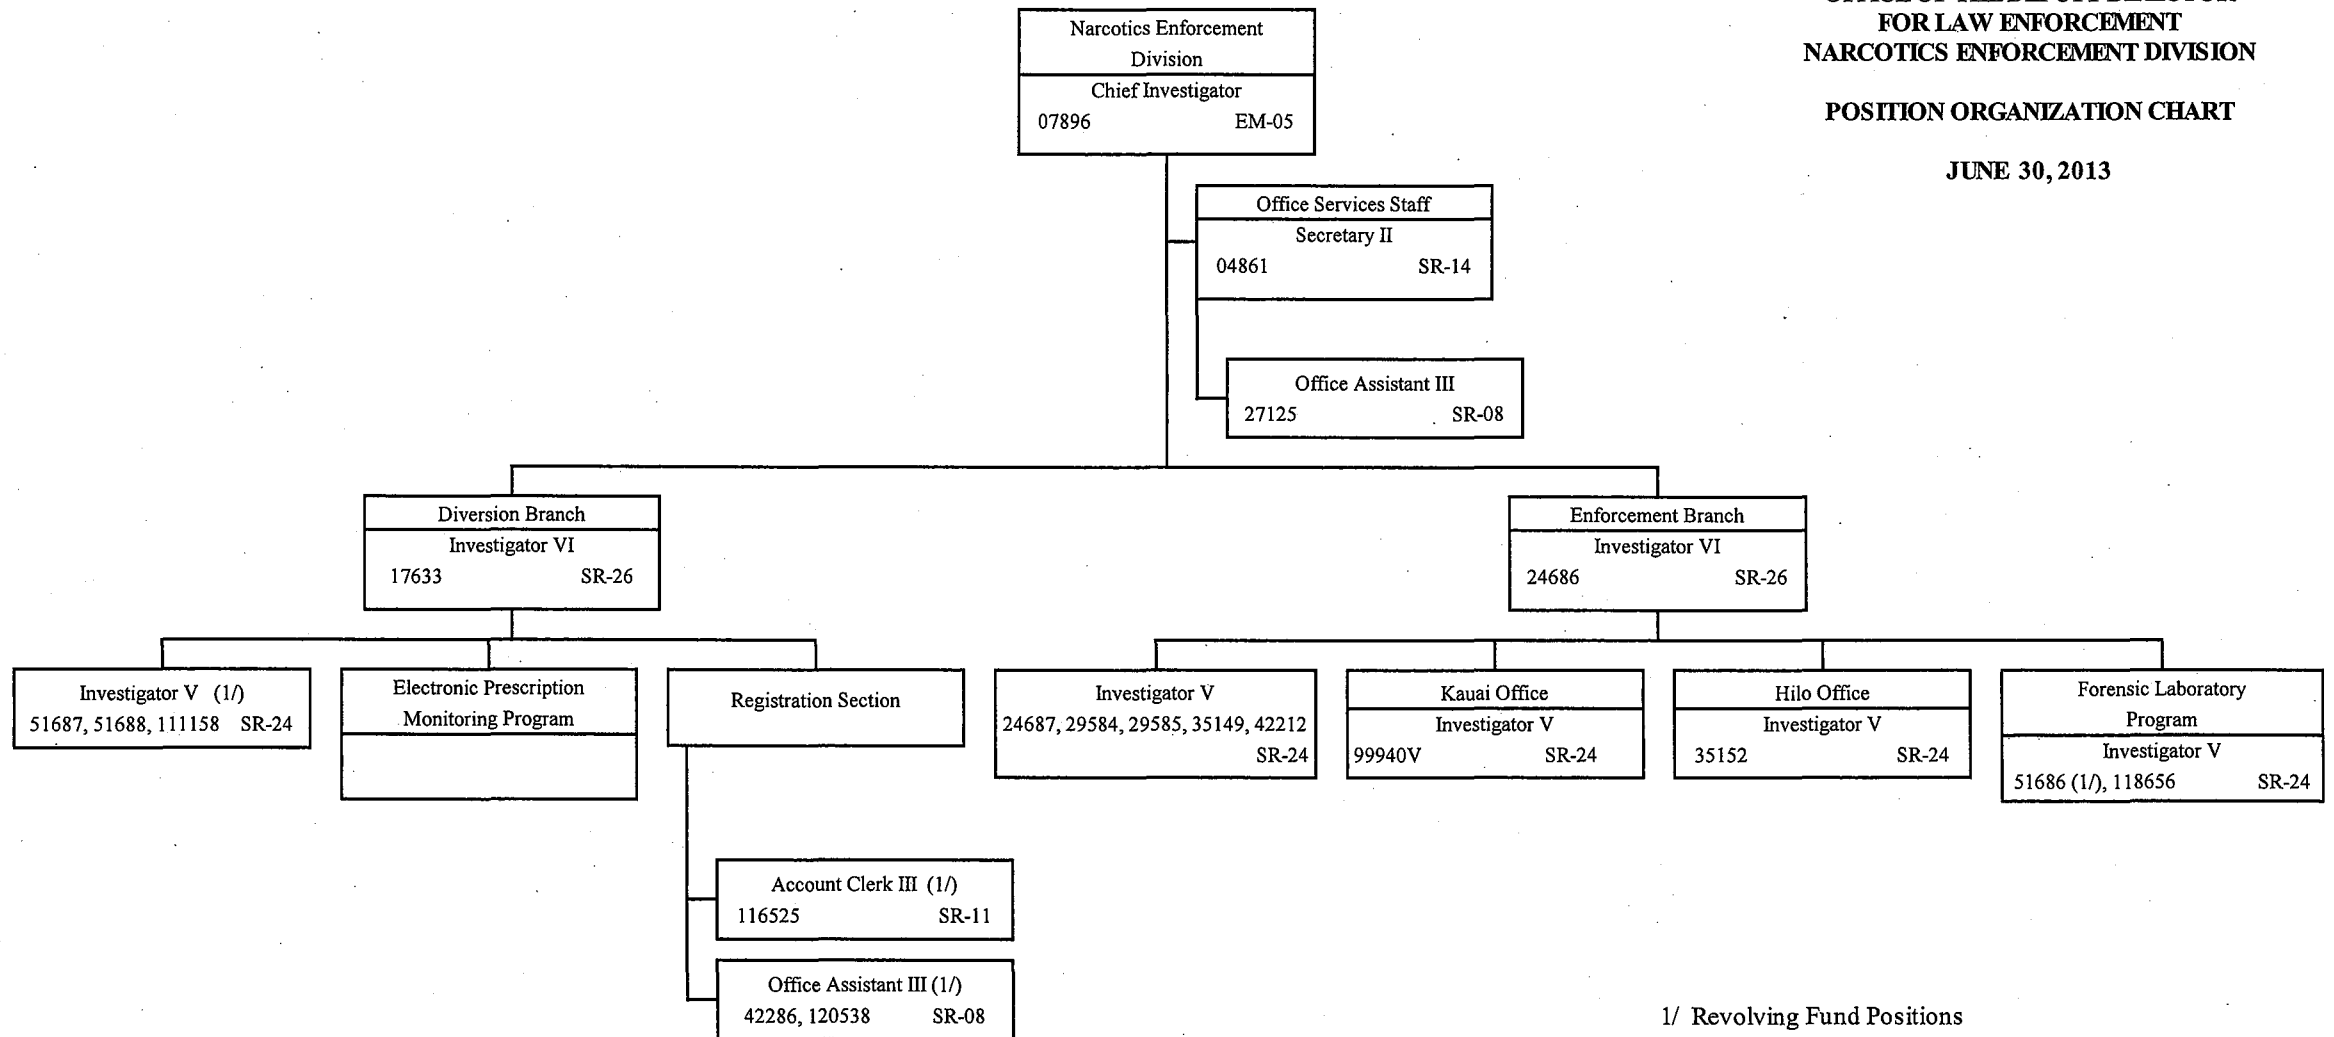 FOR LAW ENFORCEMENT
NARCOTICS ENFORCEMENT DIVISION
POSITION ORGANIZATION CHART
JUNE 30, 2013
Narcotics Enforcement
Division
Chief Investigator
07896 EM-05
Office Services Staff
Secretary II
04861 SR-14
Office Assistant III
27125 SR-08
Diversion Branch
Investigator VI
17633 SR-26
Enforcement Branch
Investigator VI
24686 SR-26
Investigator V (1/)
51687, 51688, 111158 SR-24
Electronic Prescription
Monitoring Program
Registration Section
Investigator V
24687, 29584, 29585, 35149, 42212
SR-24
Kauai Office
Investigator V
99940V SR-24
Hilo Office
Investigator V
35152 SR-24
Forensic Laboratory
Program
Investigator V
51686 (1/), 118656 SR-24
Account Clerk III (1/)
116525 SR-11
Office Assistant III (1/)
42286, 120538 SR-08
1/ Revolving Fund Positions